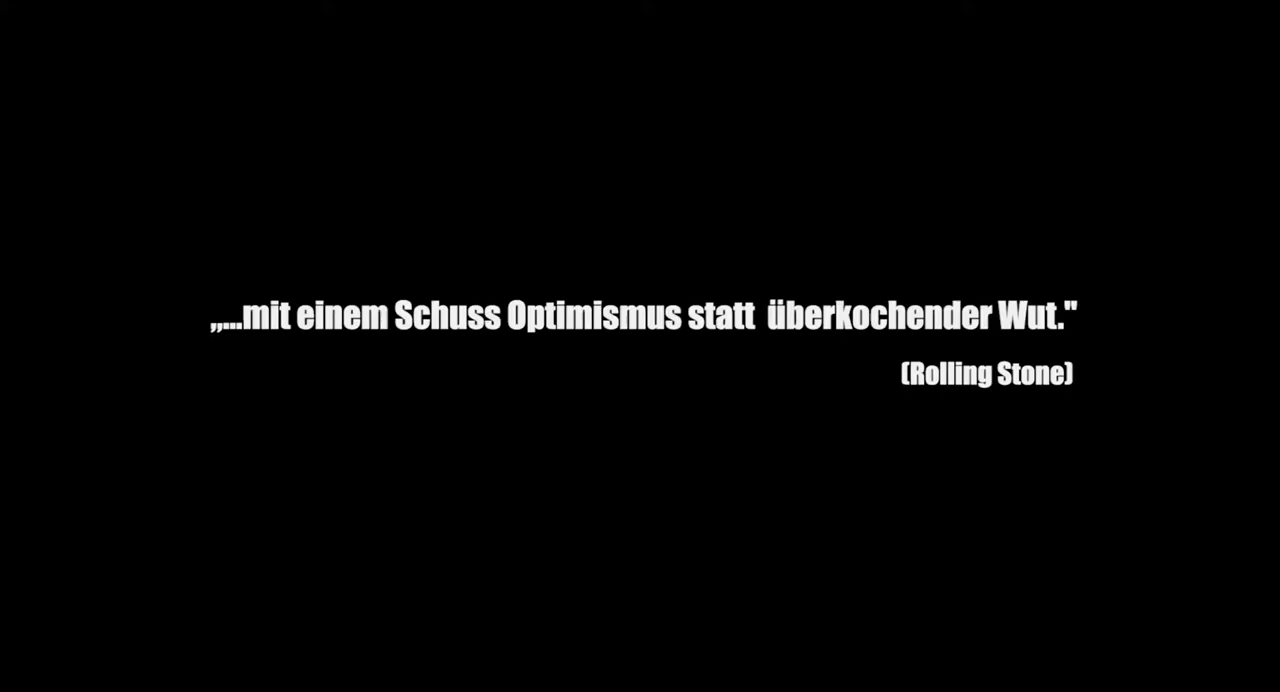 „...mit einem Schuss Optimismus statt  überkochender Wut."
(Rolling Stone)